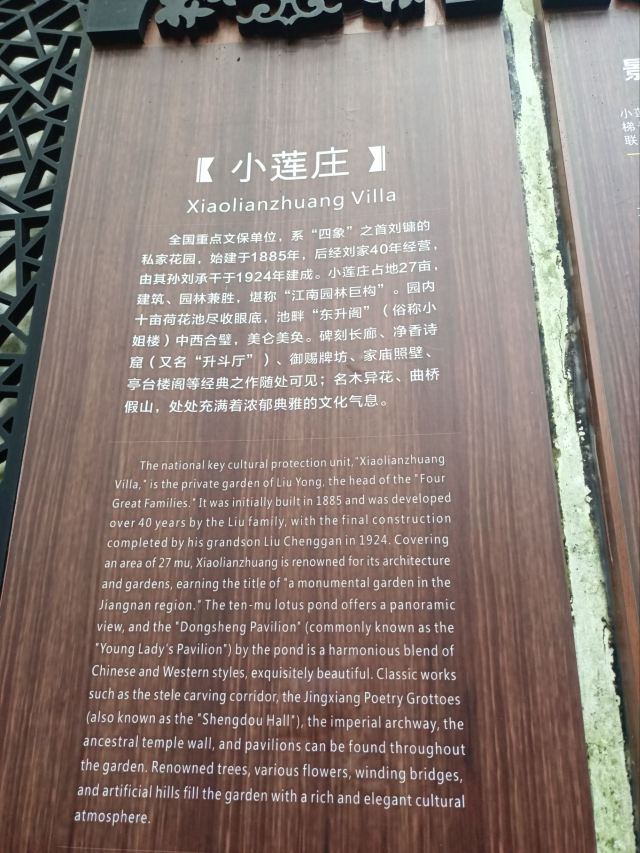 【 小莲庄 】
Xiaolianzhuang Villa
全国重点文保单位，系“四象”之首刘镛的
私家花园，始建于1885年，后经刘家40年经营，
由其孙刘承干于1924年建成。小莲庄占地27亩，
建筑、园林兼胜，堪称“江南园林巨构”。园内
十亩荷花池尽收眼底，池畔“东升阁”（俗称小
姐楼）中西合璧，美仑美奂。碑刻长廊、净香诗
窟（又名“升斗厅”）、御赐牌坊、家庙照壁、
亭台楼阁等经典之作随处可见；名木异花、曲桥
假山，处处充满着浓郁典雅的文化气息。
The national key cultural protection unit,"Xiaolianzhuang
Villa," is the private garden of Liu Yong, the head of the "Four
Great Families." It was initially built in 1885 and was developed
over 40 years by the Liu family, with the final construction
completed by his grandson Liu Chenggan in 1924. Covering
an area of 27 mu, Xiaolianzhuang is renowned for its architecture
and gardens, earning the title of "a monumental garden in the
Jiangnan region." The ten-mu lotus pond offers a panoramic
view, and the "Dongsheng Pavilion" (commonly known as the
"Young Lady's Pavilion") by the pond is a harmonious blend of
Chinese and Western styles, exquisitely beautiful. Classic works
such as the stele carving corridor, the Jingxiang Poetry Grottoes
(also known as the "Shengdou Hall"), the imperial archway, the
ancestral temple wall, and pavilions can be found throughout
the garden. Renowned trees, various flowers, winding bridges,
and artificial hills fill the garden with a rich and elegant cultural
atmosphere.
景
小莲
梯
联